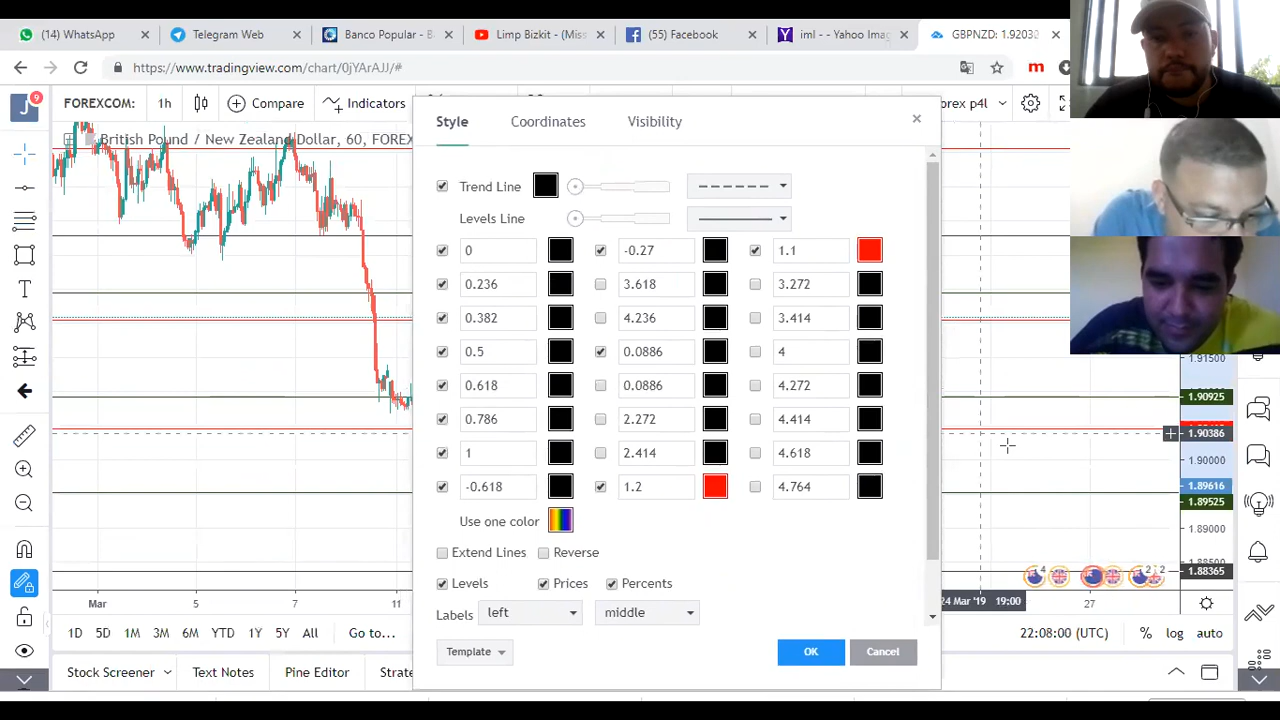 (14) WhatsApp
Telegram Web
Banco Popular - B
Limp Bizkit - (Miss
(55) Facebook
iml - - Yahoo Imag
GBPNZD: 1.92032
https://www.tradingview.com/chart/0jYArAJJ/#
m
J
9
FOREXCOM:
1h
Compare
Indicators
orex p4l
British Pound / New Zealand Dollar, 60, FOREX
Style
Coordinates
Visibility
Trend Line
Levels Line
0
-0.27
1.1
0.236
3.618
3.272
0.382
4.236
3.414
0.5
0.0886
4
0.618
0.0886
4.272
0.786
2.272
4.414
1
2.414
4.618
-0.618
1.2
4.764
Use one color
Extend Lines
Reverse
Levels
Prices
Percents
Labels
left
middle
Template
OK
Cancel
1.91500
1.90925
1.90386
1.90000
1.89616
1.89525
1.89000
1.88365
4
2
2
Mar
5
7
11
24 Mar '19 19:00
27
1D
5D
1M
3M
6M
YTD
1Y
5Y
All
Go to...
22:08:00 (UTC)
%
log
auto
Stock Screener
Text Notes
Pine Editor
Strate